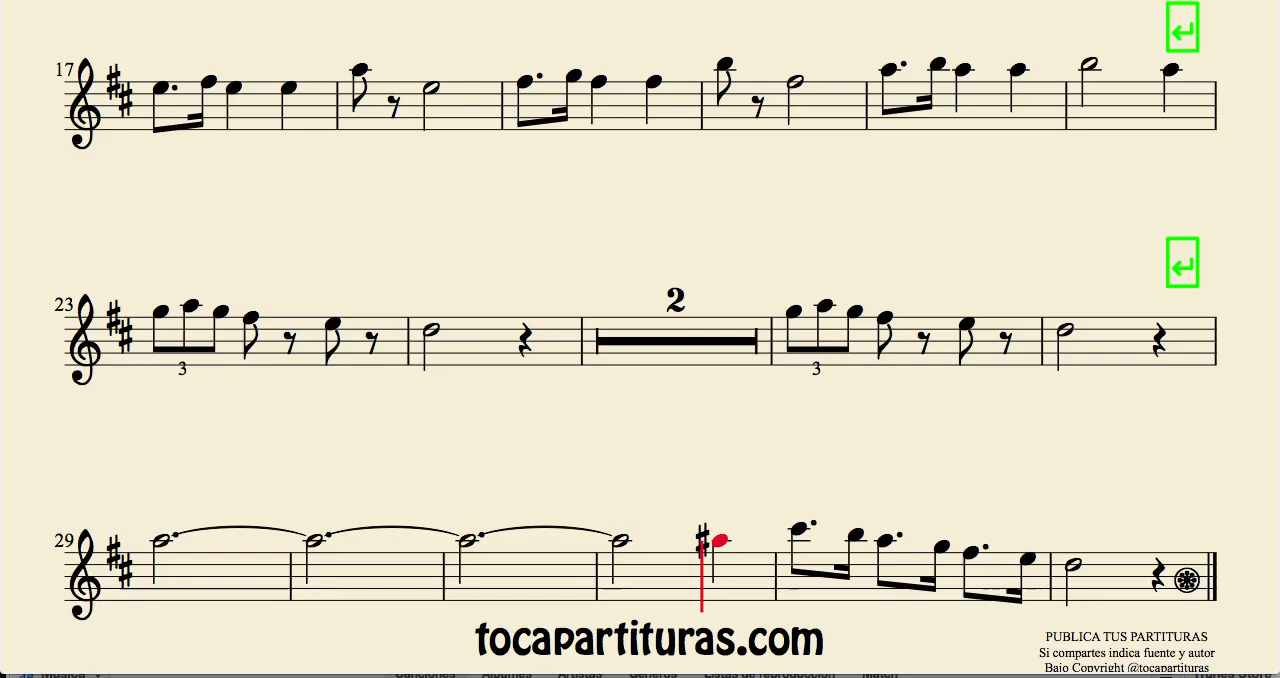 17
23
2
3
3
29
tocapartituras.com
PUBLICA TUS PARTITURAS
Si compartes indica fuente y autor
Bajo Copyright @tocapartituras